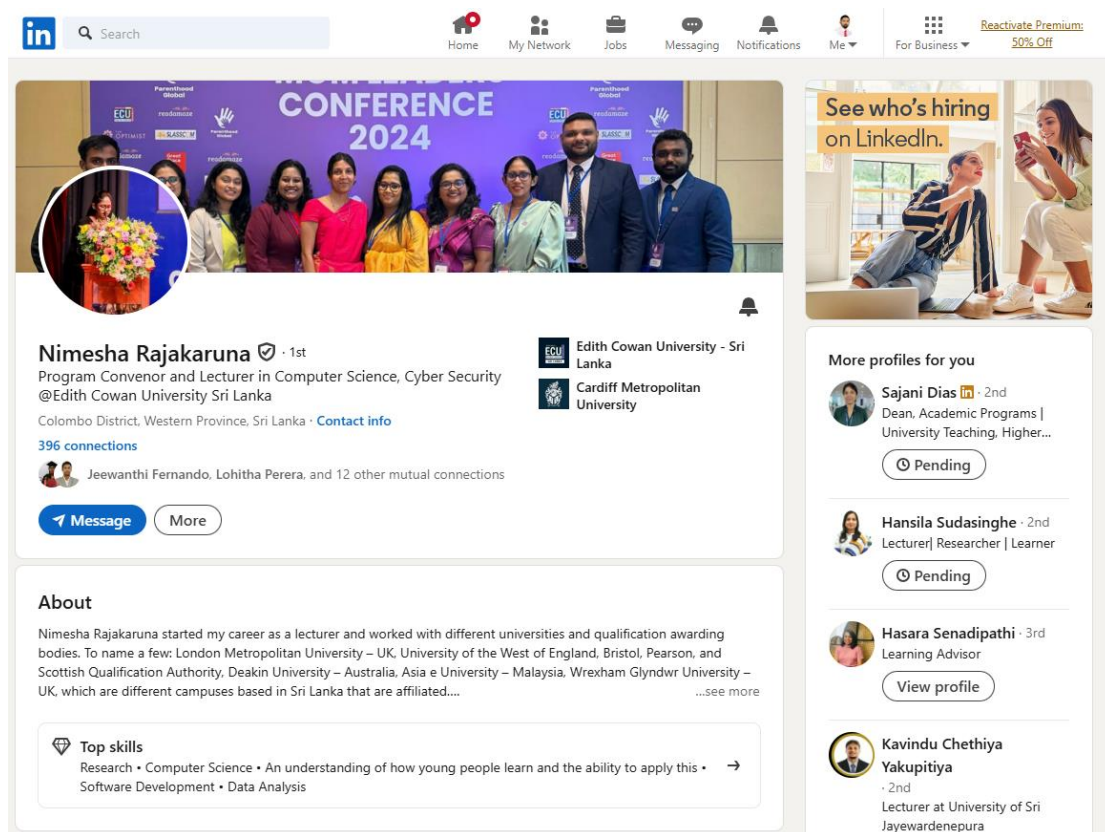 in
Search
Home
My Network
Jobs
Messaging
Notifications
Me
For Business
Reactivate Premium:
50% Off
CONFERENCE
2024
Parenthood
Global
ECU
readomaze
SLASSCOM
See who's hiring
on LinkedIn.
Nimesha Rajakaruna · 1st
Program Convenor and Lecturer in Computer Science, Cyber Security
@Edith Cowan University Sri Lanka
Colombo District, Western Province, Sri Lanka · Contact info
396 connections
Jeewanthi Fernando, Lohitha Perera, and 12 other mutual connections
Message
More
ECU
Edith Cowan University - Sri
Lanka
Cardiff Metropolitan
University
About
Nimesha Rajakaruna started my career as a lecturer and worked with different universities and qualification awarding
bodies. To name a few: London Metropolitan University – UK, University of the West of England, Bristol, Pearson, and
Scottish Qualification Authority, Deakin University – Australia, Asia e University – Malaysia, Wrexham Glyndwr University –
UK, which are different campuses based in Sri Lanka that are affiliated....
...see more
Top skills
Research • Computer Science • An understanding of how young people learn and the ability to apply this •
Software Development • Data Analysis
More profiles for you
Sajani Dias in · 2nd
Dean, Academic Programs |
University Teaching, Higher...
Pending
Hansila Sudasinghe · 2nd
Lecturer| Researcher | Learner
Pending
Hasara Senadipathi · 3rd
Learning Advisor
View profile
Kavindu Chethiya
Yakupitiya
· 2nd
Lecturer at University of Sri
Jayewardenepura